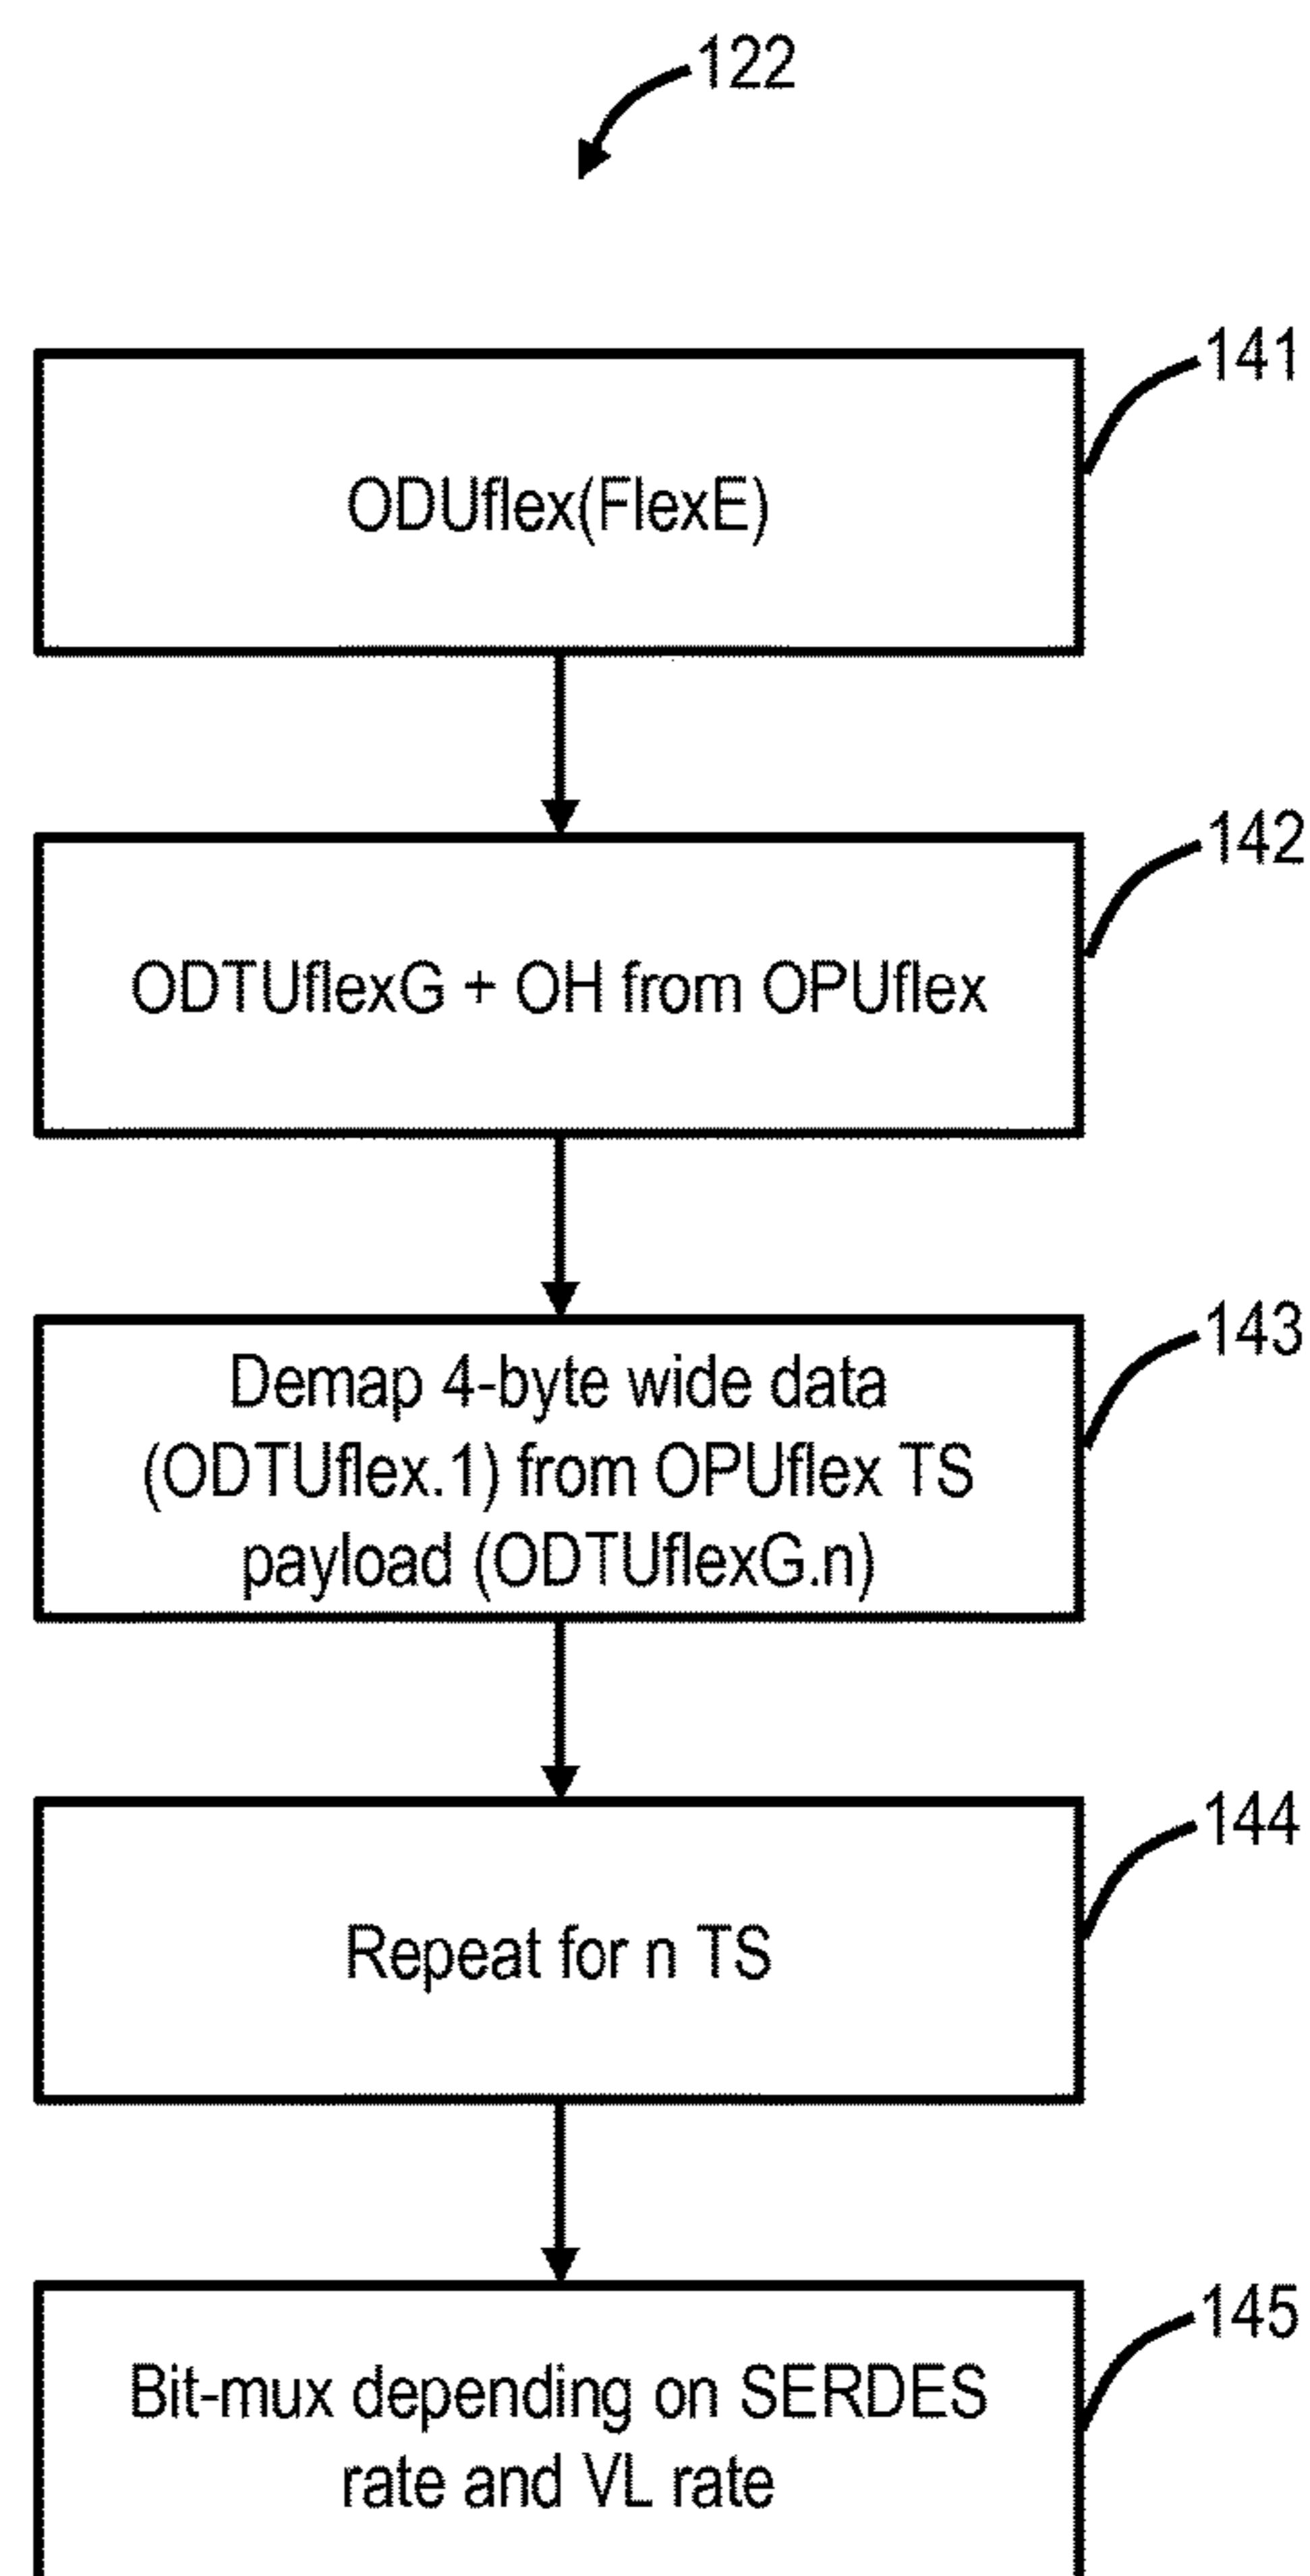 122
141
ODUflex(FlexE)
142
ODTUflexG + OH from OPUflex
143
Demap 4-byte wide data
(ODTUflex.1) from OPUflex TS
payload (ODTUflexG.n)
144
Repeat for n TS
145
Bit-mux depending on SERDES
rate and VL rate